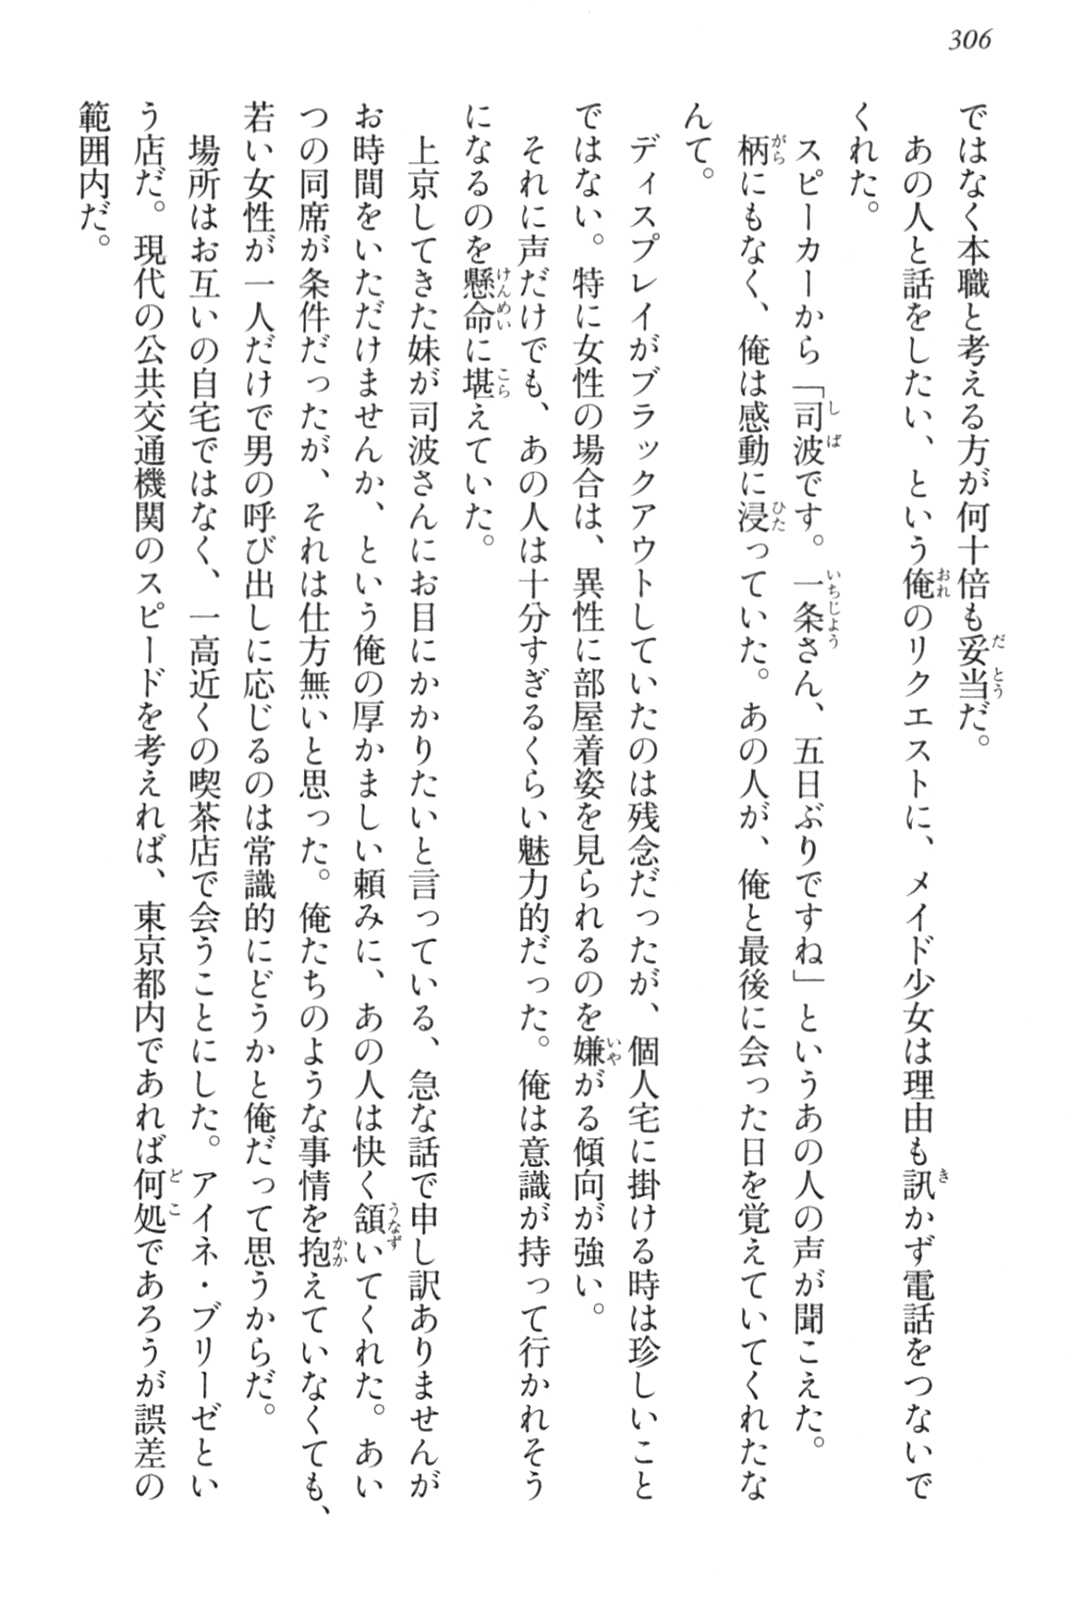 306
ではなく本職と考える方が何十倍も妥当だ。
あの人と話をしたい、という俺のリクエストに、メイド少女は理由も訊かず電話をつないで
くれた。
スピーカーから「司波です。一条さん、五日ぶりですね」というあの人の声が聞こえた。
柄にもなく、俺は感動に浸っていた。あの人が、俺と最後に会った日を覚えていてくれたな
んて。
ディスプレイがブラックアウトしていたのは残念だったが、個人宅に掛ける時は珍しいこと
ではない。特に女性の場合は、異性に部屋着姿を見られるのを嫌がる傾向が強い。
それに声だけでも、あの人は十分すぎるくらい魅力的だった。俺は意識が持って行かれそう
になるのを懸命に堪えていた。
上京してきた妹が司波さんにお目にかかりたいと言っている、急な話で申し訳ありませんが
お時間をいただけませんか、という俺の厚かましい頼みに、あの人は快く頷いてくれた。あい
つの同席が条件だったが、それは仕方無いと思った。俺たちのような事情を抱えていなくても、
若い女性が一人だけで男の呼び出しに応じるのは常識的にどうかと俺だって思うからだ。
場所はお互いの自宅ではなく、一高近くの喫茶店で会うことにした。アイネ・ブリーゼとい
う店だ。現代の公共交通機関のスピードを考えれば、東京都内であれば何処であろうが誤差の
範囲内だ。